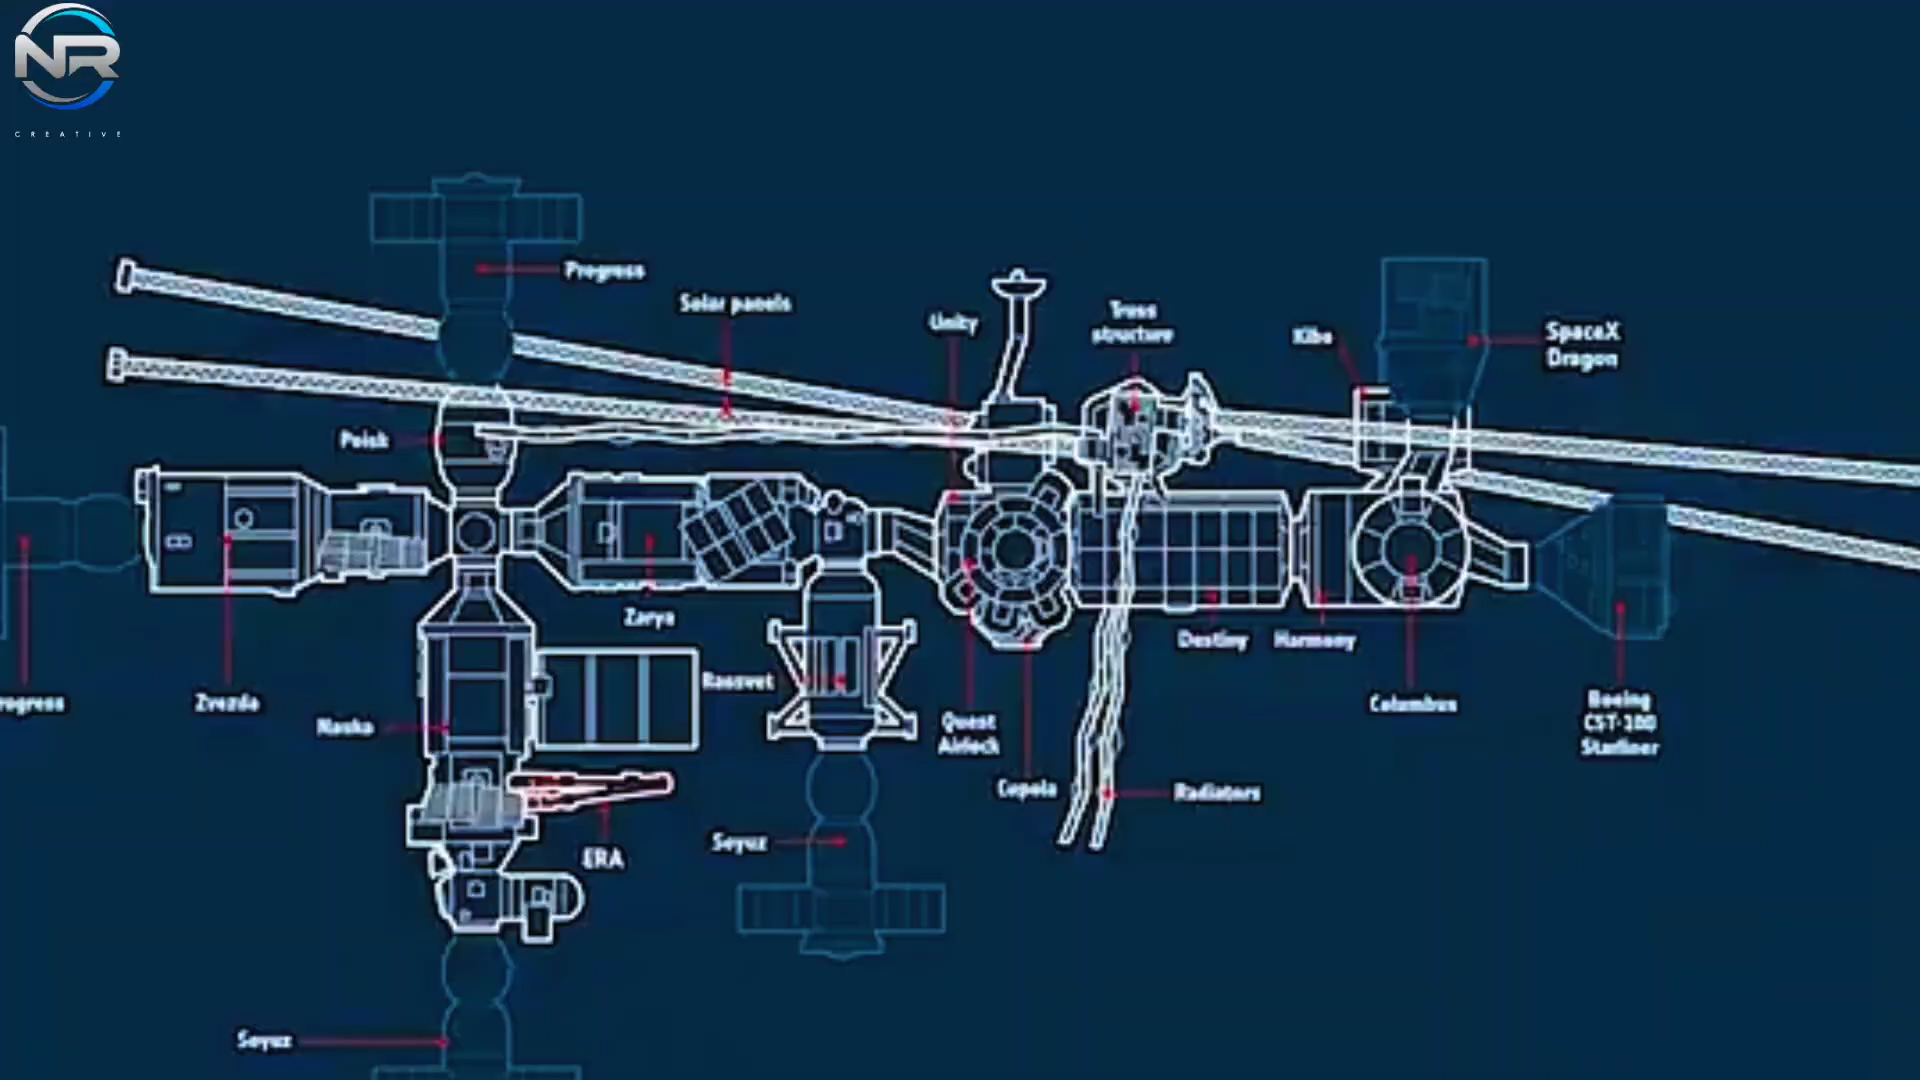 NR
CREATIVE
Progress
Solar panels
Unity
Truss
structure
Kibo
SpaceX
Dragon
Poisk
Zarya
Destiny
Harmony
rogress
Zvezda
Nauka
Rassvet
Quest
Airlock
Columbus
Boeing
CST-100
Starliner
Cupola
Radiators
Soyuz
ERA
Soyuz